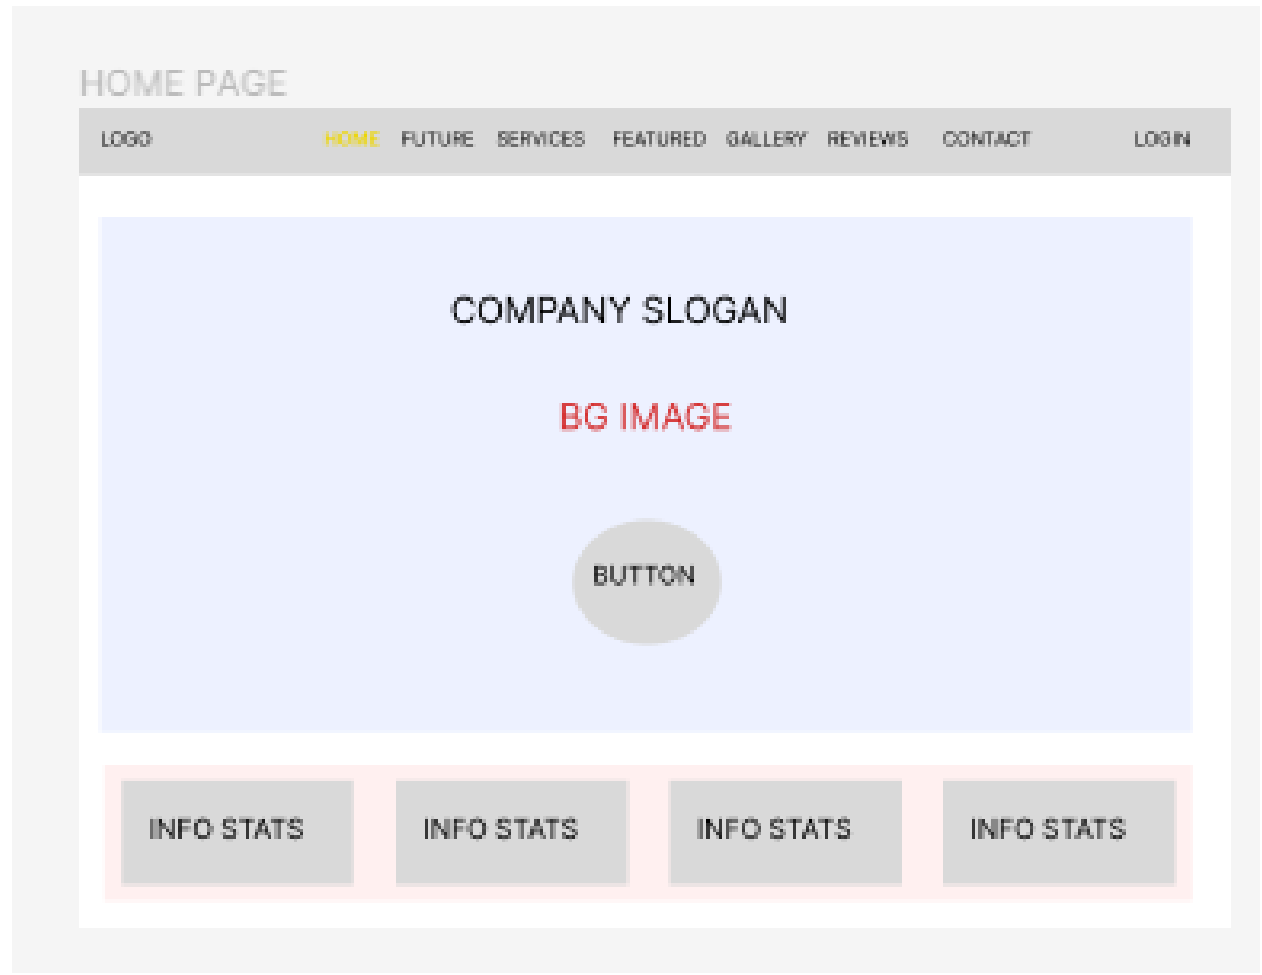 HOME PAGE
LOGO HOME FUTURE SERVICES FEATURED GALLERY REVIEWS CONTACT LOGIN
COMPANY SLOGAN
BG IMAGE
BUTTON
INFO STATS INFO STATS INFO STATS INFO STATS